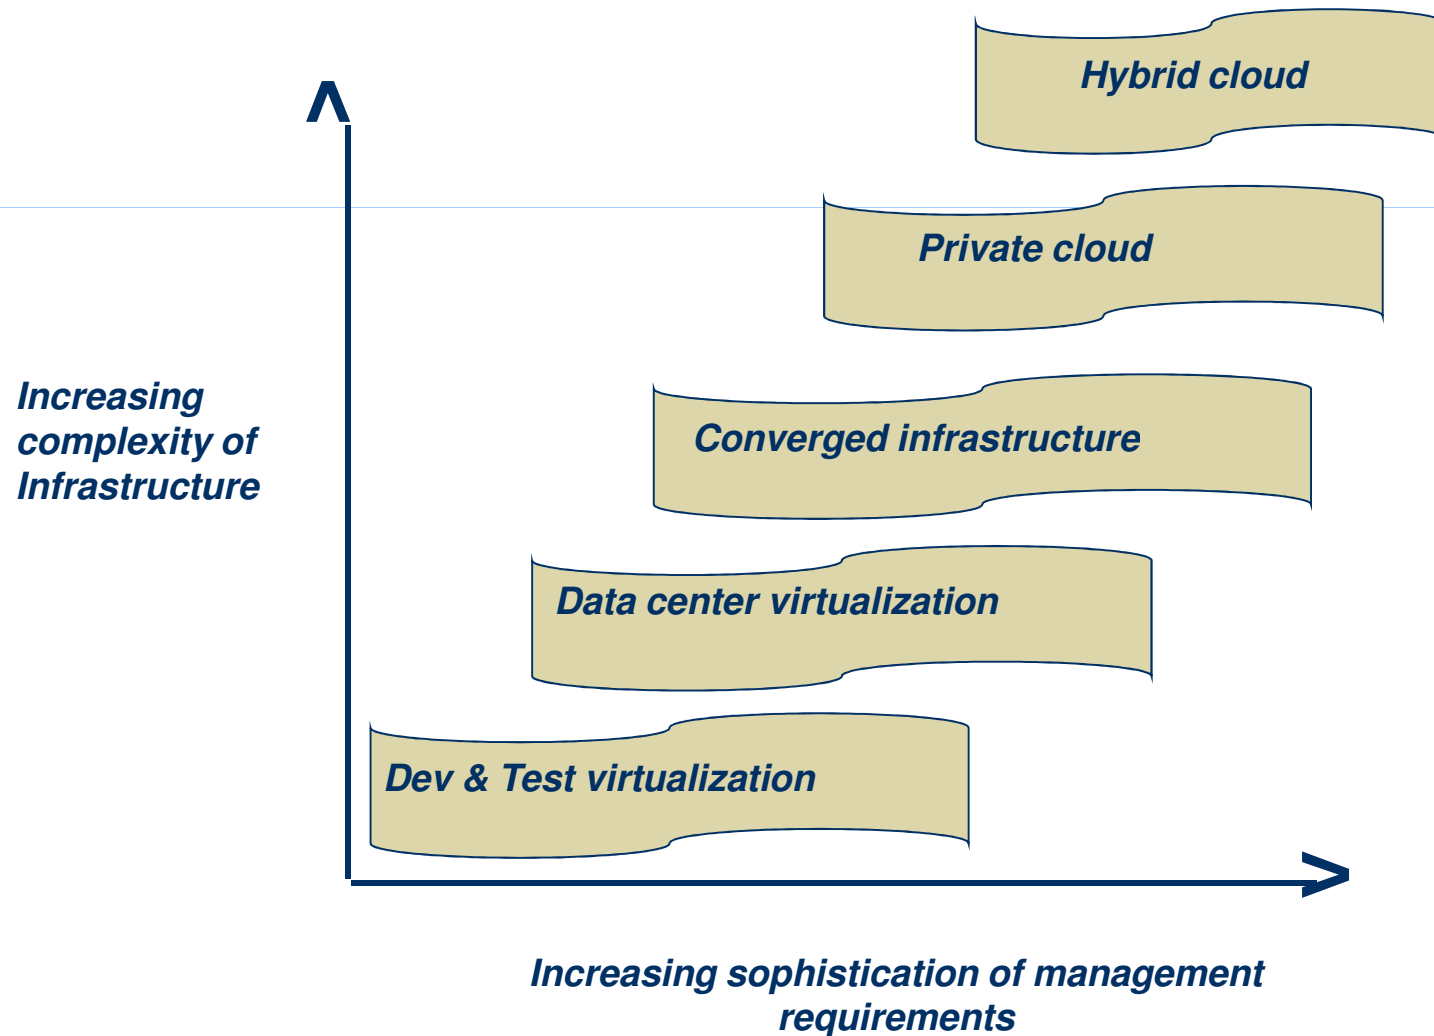 Hybrid cloud
Private cloud
Increasing
complexity of
Infrastructure
Converged infrastructure
Data center virtualization
Dev & Test virtualization
Increasing sophistication of management
requirements